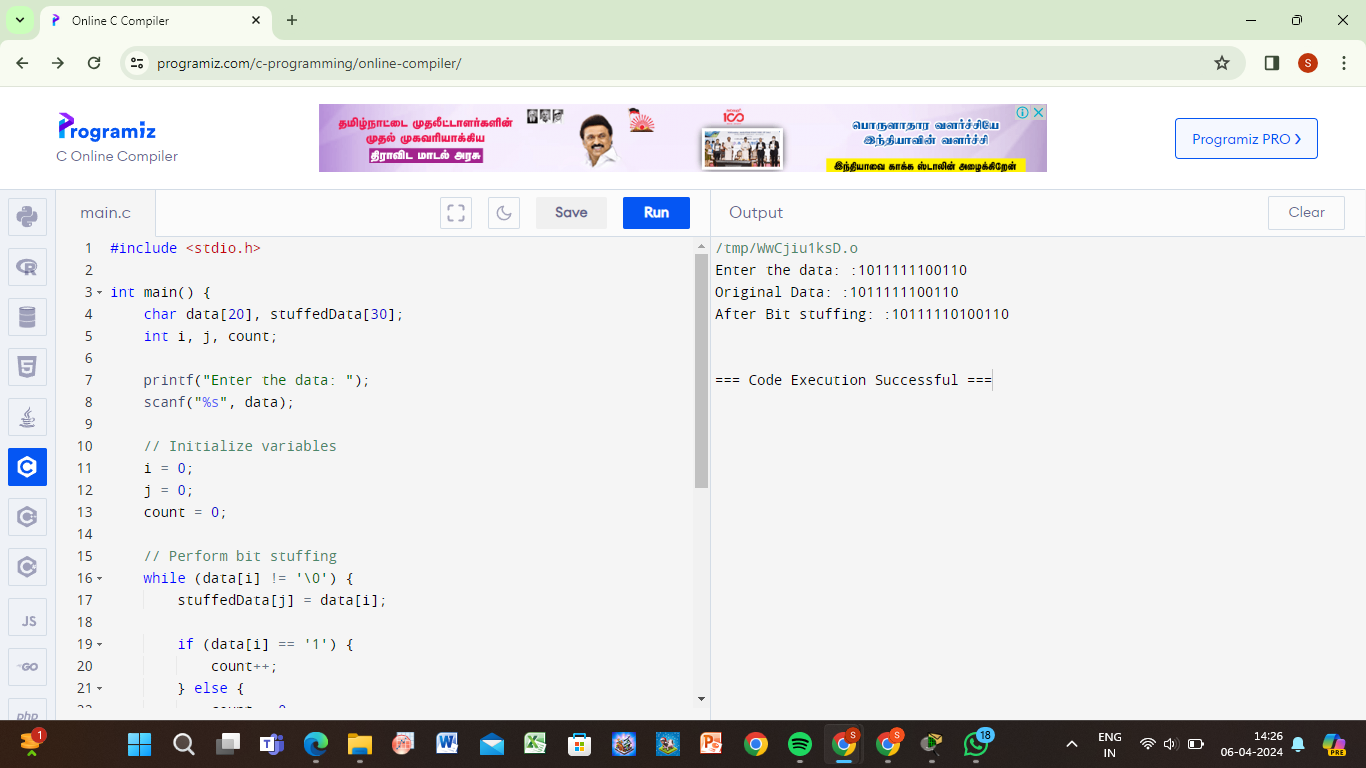 Online C Compiler
programiz.com/c-programming/online-compiler/
S
Programiz
C Online Compiler
தமிழ்நாட்டை முதலீட்டாளர்களின்
முதல் முகவரியாக்கிய
திராவிட மாடல் அரசு
100
பொருளாதார வளர்ச்சியே
இந்தியாவின் வளர்ச்சி
இந்தியாவை காக்க ஸ்டாலின் அழைக்கிறேன்
Programiz PRO
main.c
Save
Run
Output
Clear
1 #include <stdio.h>
2
3 int main() {
4 char data[20], stuffedData[30];
5 int i, j, count;
6
7 printf("Enter the data: ");
8 scanf("%s", data);
9
10 // Initialize variables
11 i = 0;
12 j = 0;
13 count = 0;
14
15 // Perform bit stuffing
16 while (data[i] != '\0') {
17 stuffedData[j] = data[i];
18
19 if (data[i] == '1') {
20 count++;
21 } else {
/tmp/WwCjiu1ksD.o
Enter the data: :1011111100110
Original Data: :1011111100110
After Bit stuffing: :10111110100110
=== Code Execution Successful ===
JS
GO
php
1
S
S
18
PRE
ENG
IN
14:26
06-04-2024